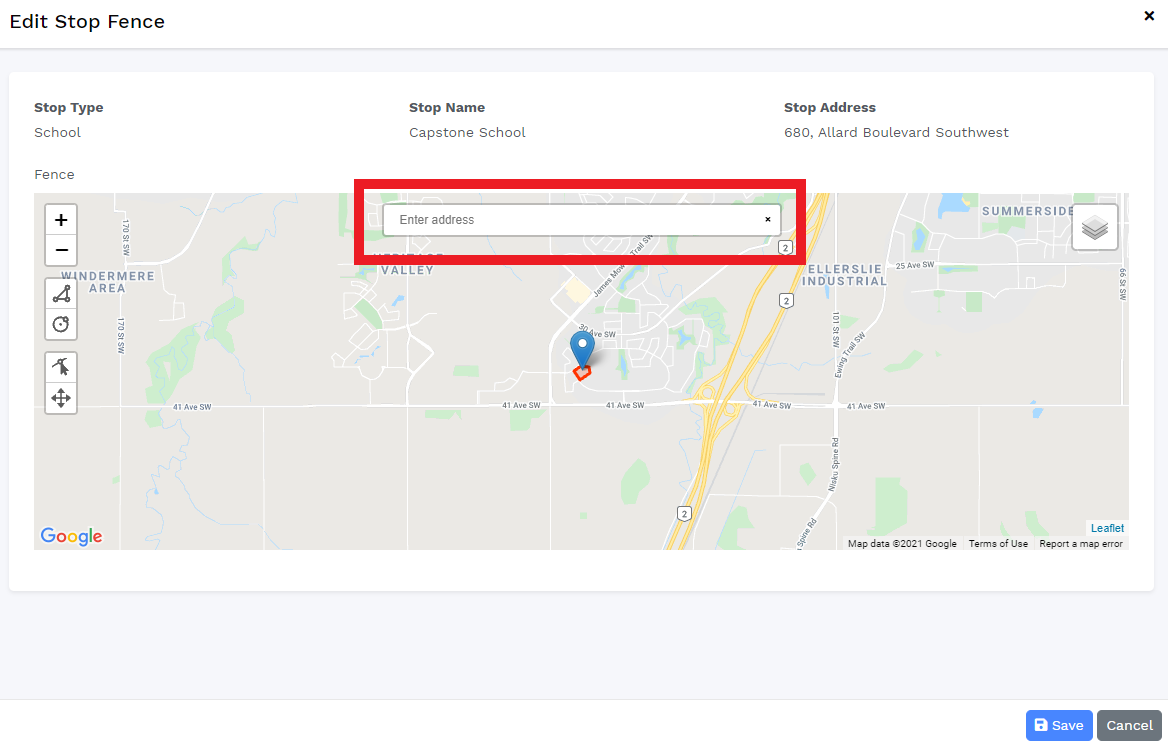 Edit Stop Fence
×
Stop Type
Stop Name
Stop Address
School
Capstone School
680, Allard Boulevard Southwest
Fence
+
Enter address
×
SUMMERSIDE
−
170 St SW
2
WINDERMERE
AREA
VALLEY
James Mow
Trail SW
ELLERSLIE
INDUSTRIAL
25 Ave SW
66 St SW
2
170 St SW
30 Ave SW
101 St SW
Ewing Trail SW
41 Ave SW
41 Ave SW
41 Ave SW
41 Ave SW
41 Ave SW
Nisku Spine Rd
2
Spine Rd
Google
Leaflet
Map data ©2021 Google
Terms of Use
Report a map error
Save
Cancel